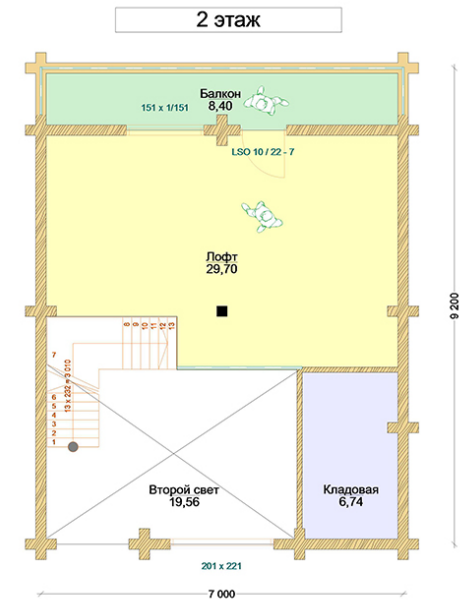 2 этаж
Балкон
8,40
151 x 1/151
LSO 10 / 22 - 7
Лофт
29,70
9 200
8 9 10 11 12 13
7
13 x 232 = 3 010
6
5
4
3
2
1
Второй свет
19,56
Кладовая
6,74
201 x 221
7 000